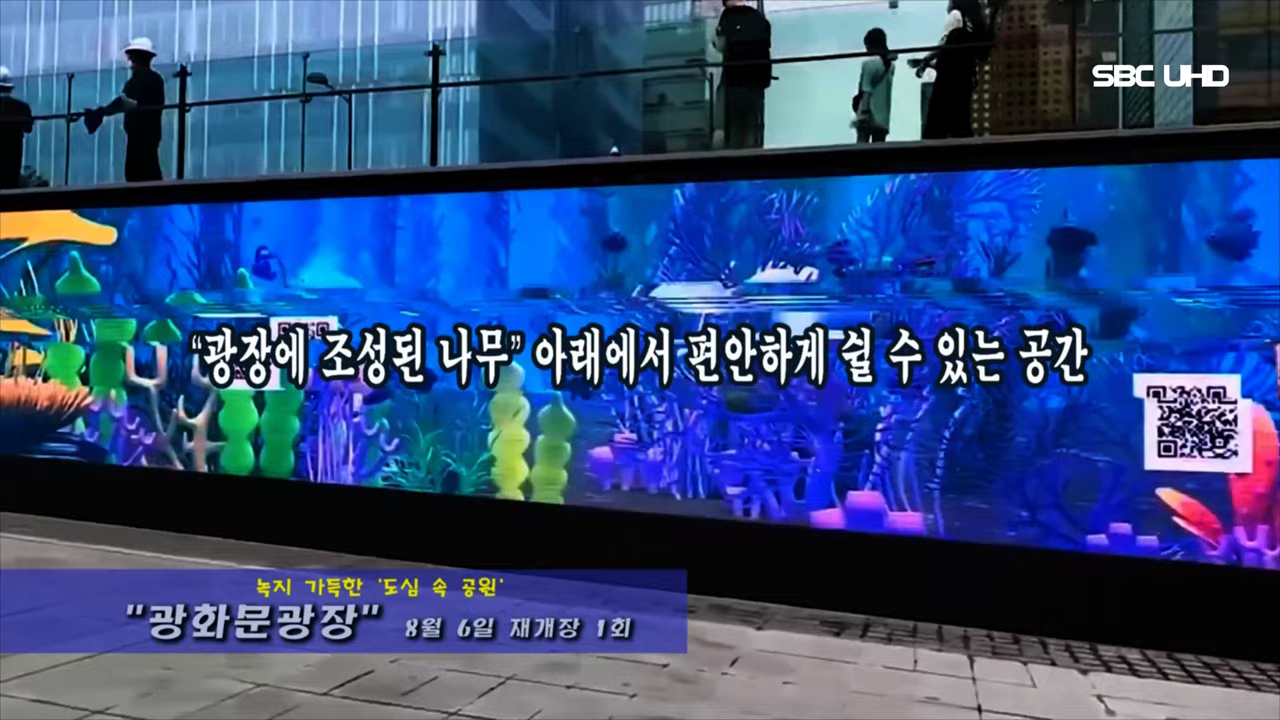 SBC UHD
“광장에 조성된 나무” 아래에서 편안하게 쉴 수 있는 공간
녹지 가득한 '도심 속 공원'
"광화문광장" 8월 6일 재개장 1회